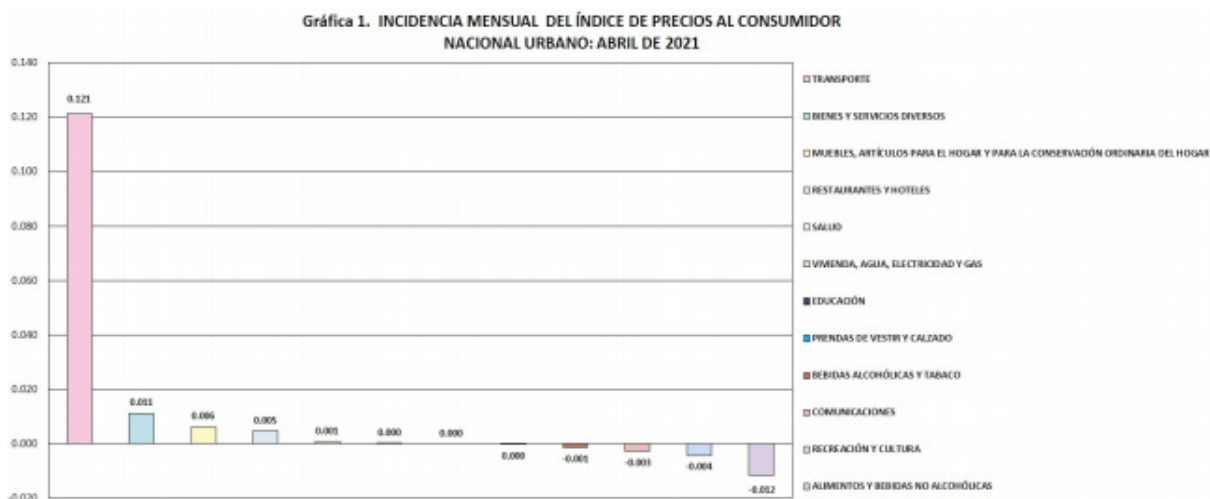 Gráfica 1. INCIDENCIA MENSUAL DEL ÍNDICE DE PRECIOS AL CONSUMIDOR
NACIONAL URBANO: ABRIL DE 2021
0.140
0.120
0.100
0.080
0.060
0.040
0.020
0.000
-0.020
0.121
0.011
0.006
0.005
0.001
0.000
0.000
0.000
-0.001
-0.003
-0.004
-0.012
TRANSPORTE
BIENES Y SERVICIOS DIVERSOS
MUEBLES, ARTÍCULOS PARA EL HOGAR Y PARA LA CONSERVACIÓN ORDINARIA DEL HOGAR
RESTAURANTES Y HOTELES
SALUD
VIVIENDA, AGUA, ELECTRICIDAD Y GAS
EDUCACIÓN
PRENDAS DE VESTIR Y CALZADO
BEBIDAS ALCOHÓLICAS Y TABACO
COMUNICACIONES
RECREACIÓN Y CULTURA
ALIMENTOS Y BEBIDAS NO ALCOHÓLICAS